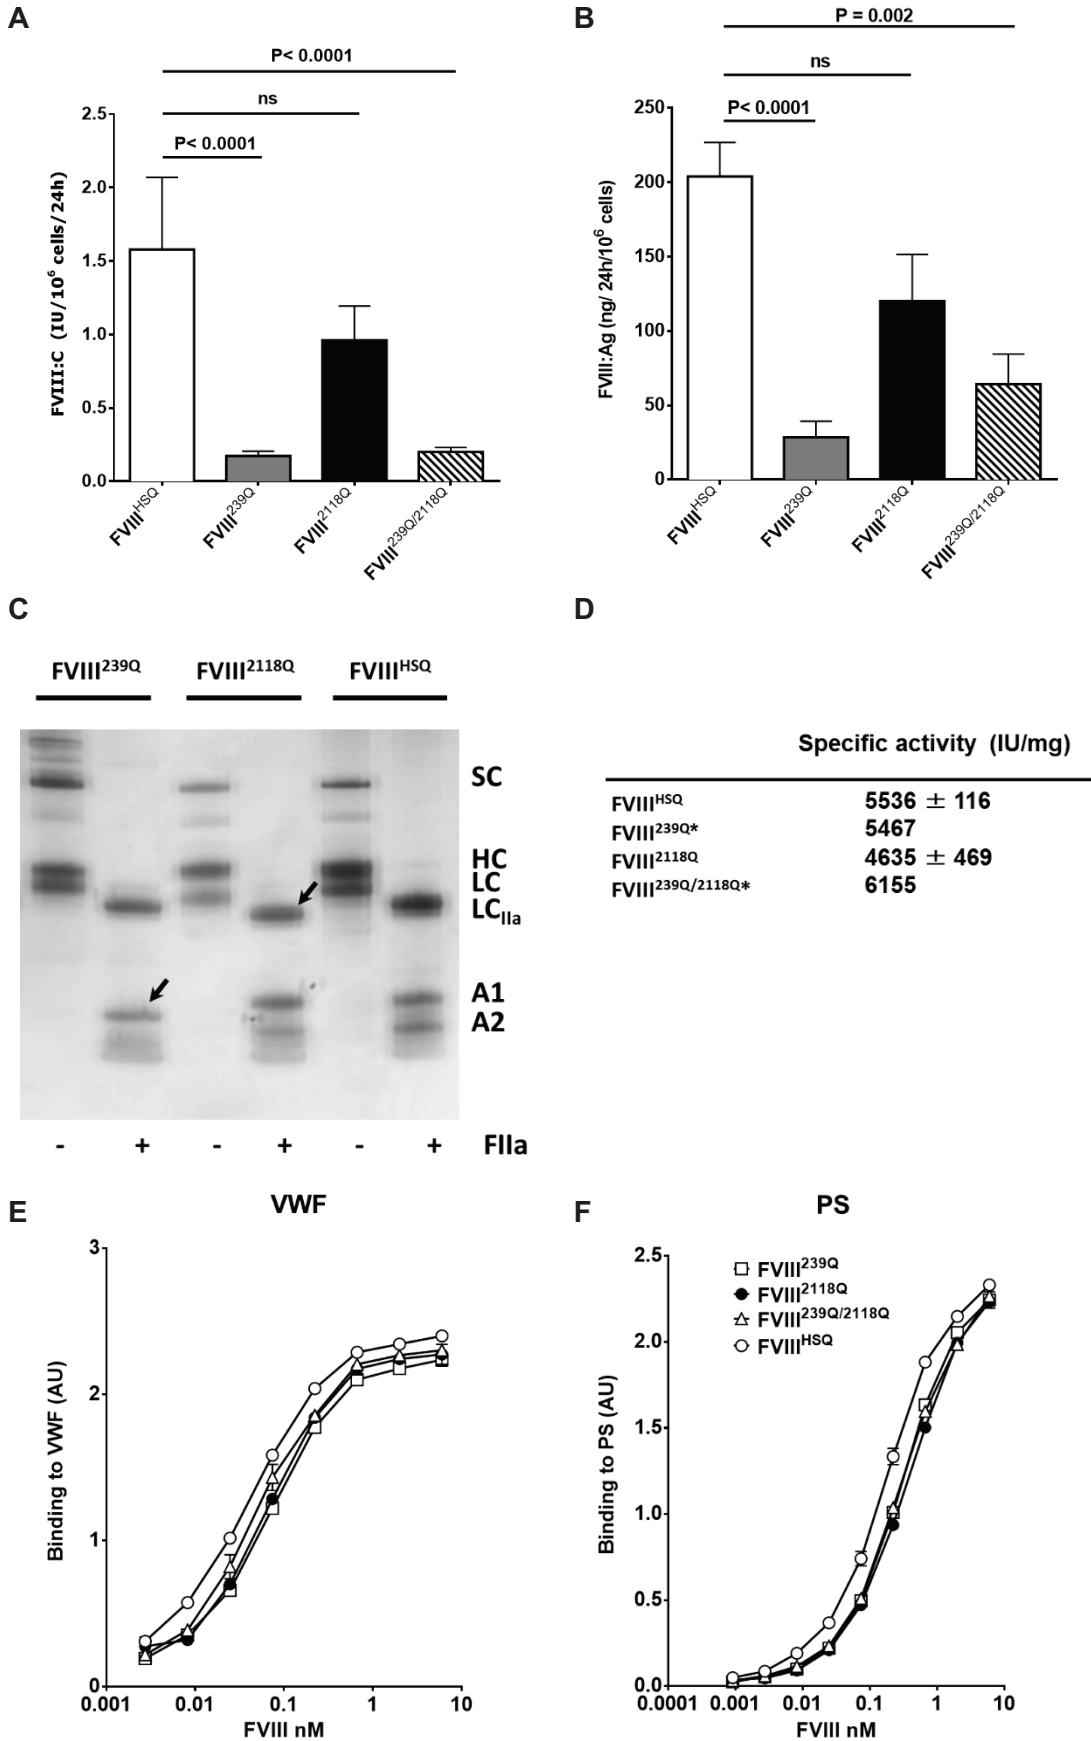 A
P< 0.0001
ns
P< 0.0001
2.5
2.0
1.5
1.0
0.5
0.0
FVIII:C (IU/10⁶ cells/24h)
FVIIIᴴˢQ
FVIII²³⁹Q
FVIII²¹¹⁸Q
FVIII²³⁹Q/²¹¹⁸Q
B
P = 0.002
ns
P< 0.0001
250
200
150
100
50
0
FVIII:Ag (ng/ 24h/10⁶ cells)
FVIIIᴴˢQ
FVIII²³⁹Q
FVIII²¹¹⁸Q
FVIII²³⁹Q/²¹¹⁸Q
C
FVIII²³⁹Q FVIII²¹¹⁸Q FVIIIᴴˢQ
SC
HC
LC
LCIIa
A1
A2
- + - + - + FIIa
D
Specific activity (IU/mg)
FVIIIᴴˢQ 5536 ± 116
FVIII²³⁹Q* 5467
FVIII²¹¹⁸Q 4635 ± 469
FVIII²³⁹Q/²¹¹⁸Q* 6155
E
VWF
3
2
1
0
Binding to VWF (AU)
0.001 0.01 0.1 1 10
FVIII nM
F
PS
2.5
2.0
1.5
1.0
0.5
0.0
Binding to PS (AU)
FVIII²³⁹Q
FVIII²¹¹⁸Q
FVIII²³⁹Q/²¹¹⁸Q
FVIIIᴴˢQ
0.0001 0.001 0.01 0.1 1 10
FVIII nM